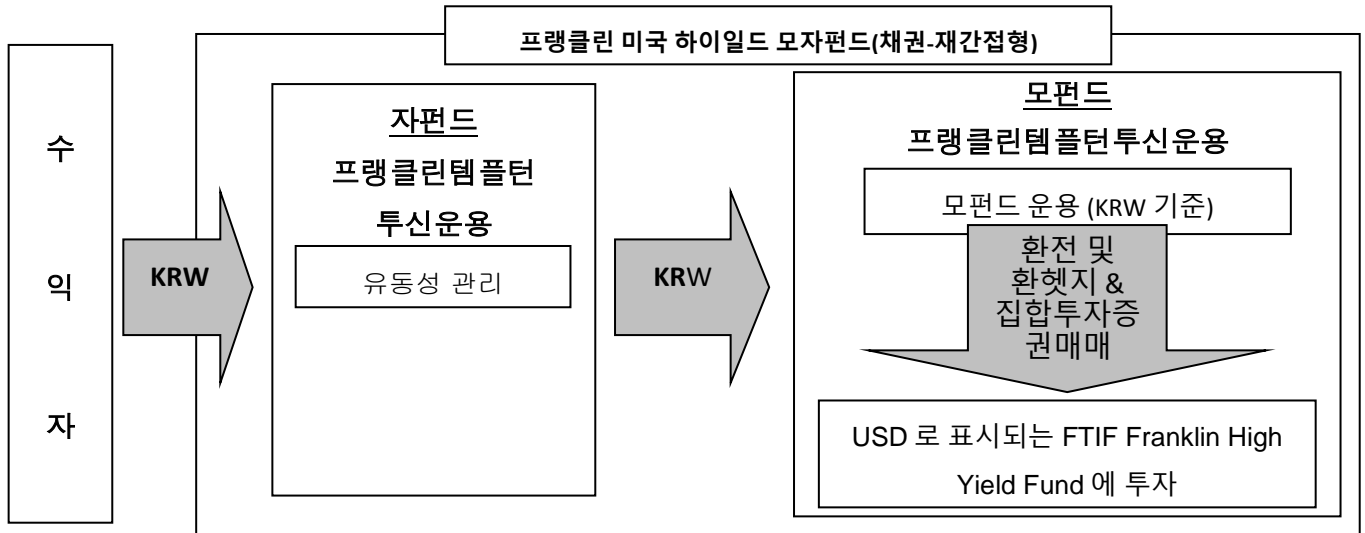 프랭클린 미국 하이일드 모자펀드(채권-재간접형)
수
익
자
KRW
자펀드
프랭클린템플턴
투신운용
유동성 관리
KRW
모펀드
프랭클린템플턴투신운용
모펀드 운용 (KRW 기준)
환전 및
환헷지 &
집합투자증
권매매
USD 로 표시되는 FTIF Franklin High
Yield Fund 에 투자